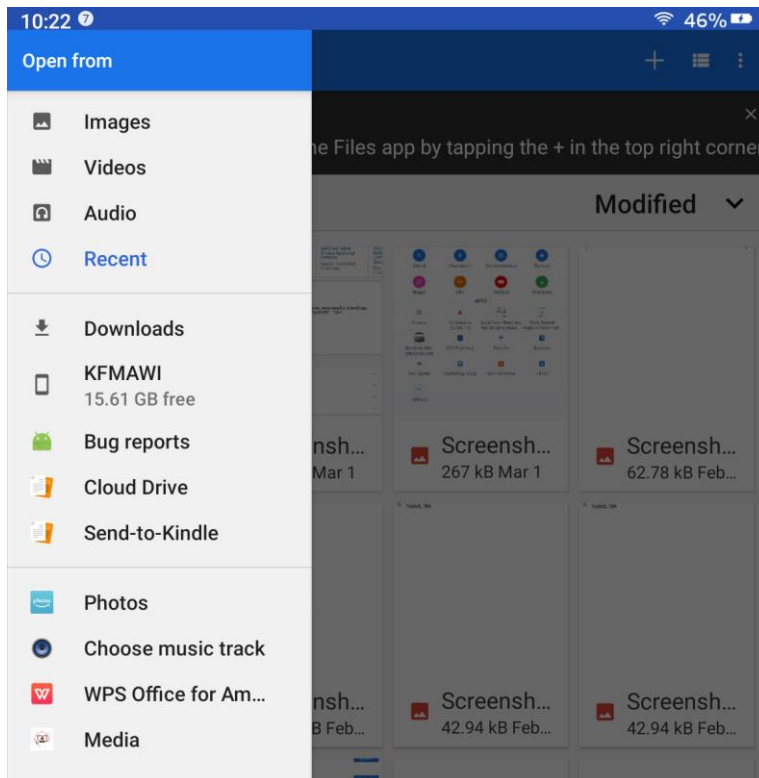 10:22 7
46%
Open from
Images
Videos
Audio
Recent
Downloads
KFMAWI
15.61 GB free
Bug reports
Cloud Drive
Send-to-Kindle
Photos
Choose music track
WPS Office for Am...
Media
he Files app by tapping the + in the top right corne
Modified
nsh...
Mar 1
Screensh...
267 kB Mar 1
Screensh...
62.78 kB Feb...
nsh...
B Feb...
Screensh...
42.94 kB Feb...
Screensh...
42.94 kB Feb...